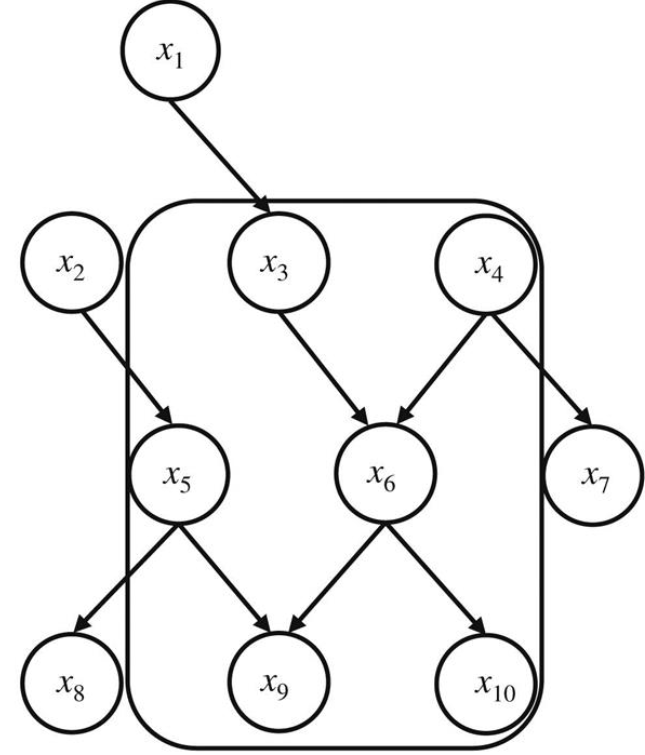 x₁
x₂ x₃ x₄
x₅ x₆ x₇
x₈ x₉ x₁₀